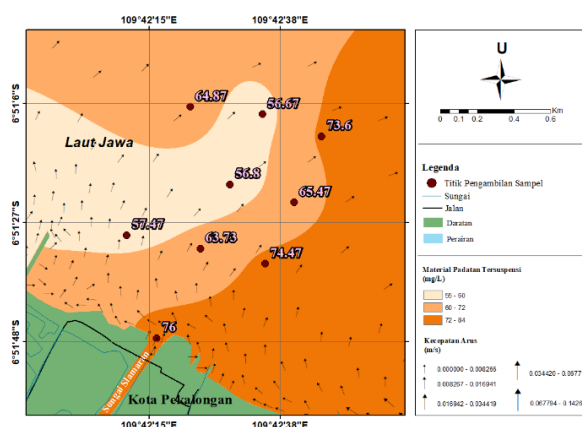 109°42'15"E 109°42'38"E
6°51'6"S
6°51'27"S
6°51'48"S
64.87
56.67
73.6
Laut Jawa
56.8
65.47
57.47
63.73
74.47
76
Sungai Slamaran
Kota Pekalongan
109°42'15"E 109°42'38"E
U
Km
0 0.1 0.2 0.4 0.6
Legenda
Titik Pengambilan Sampel
Sungai
Jalan
Daratan
Perairan
Material Padatan Tersuspensi
(mg/L)
55 - 60
60 - 72
72 - 84
Kecepatan Arus
(m/s)
0.000000 - 0.008266
0.008267 - 0.016941
0.016942 - 0.034419
0.034420 - 0.0677
0.067794 - 0.1426